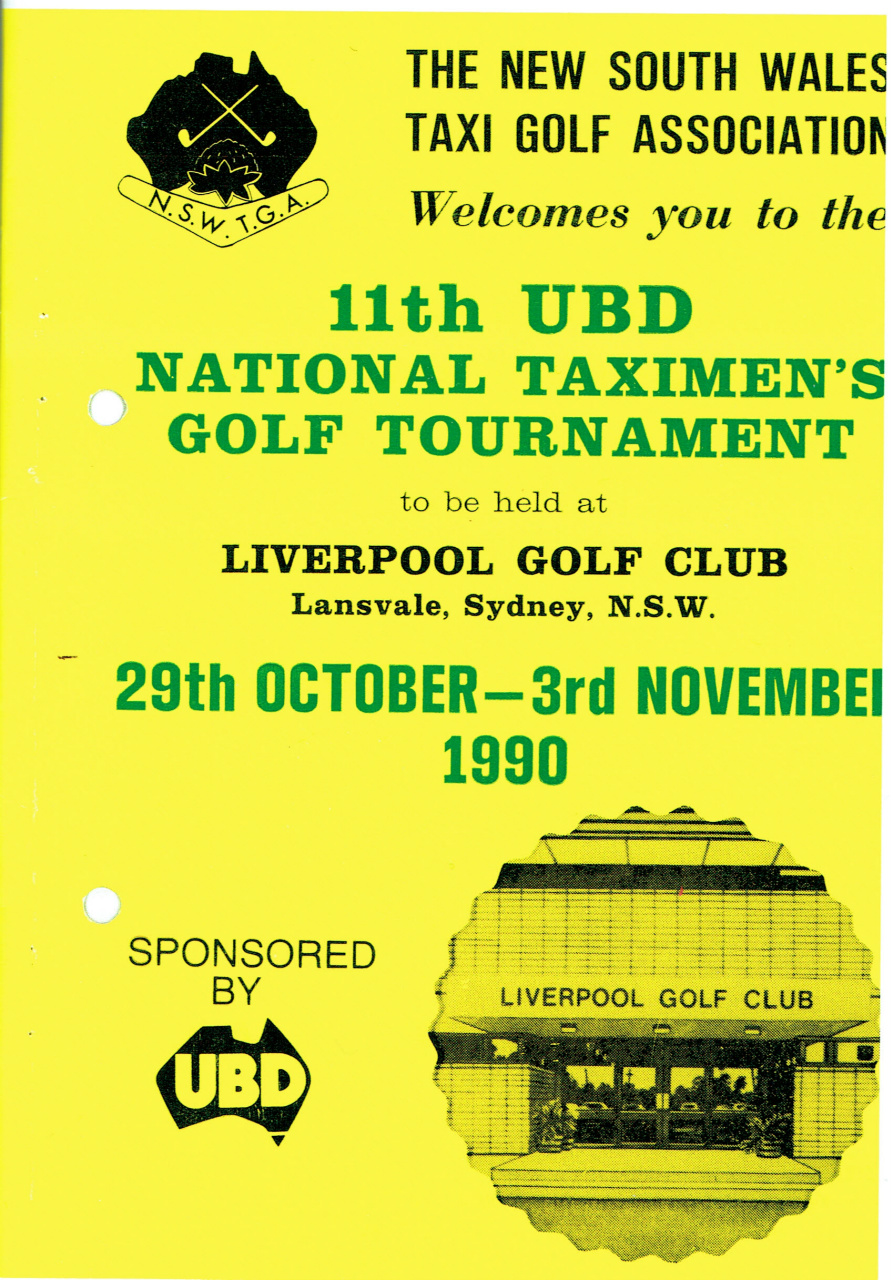 THE NEW SOUTH WALES
TAXI GOLF ASSOCIATION
Welcomes you to the
N.S.W.T.G.A.
11th UBD
NATIONAL TAXIMEN'S
GOLF TOURNAMENT
to be held at
LIVERPOOL GOLF CLUB
Lansvale, Sydney, N.S.W.
29th OCTOBER—3rd NOVEMBER
1990
SPONSORED
BY
UBD
LIVERPOOL GOLF CLUB